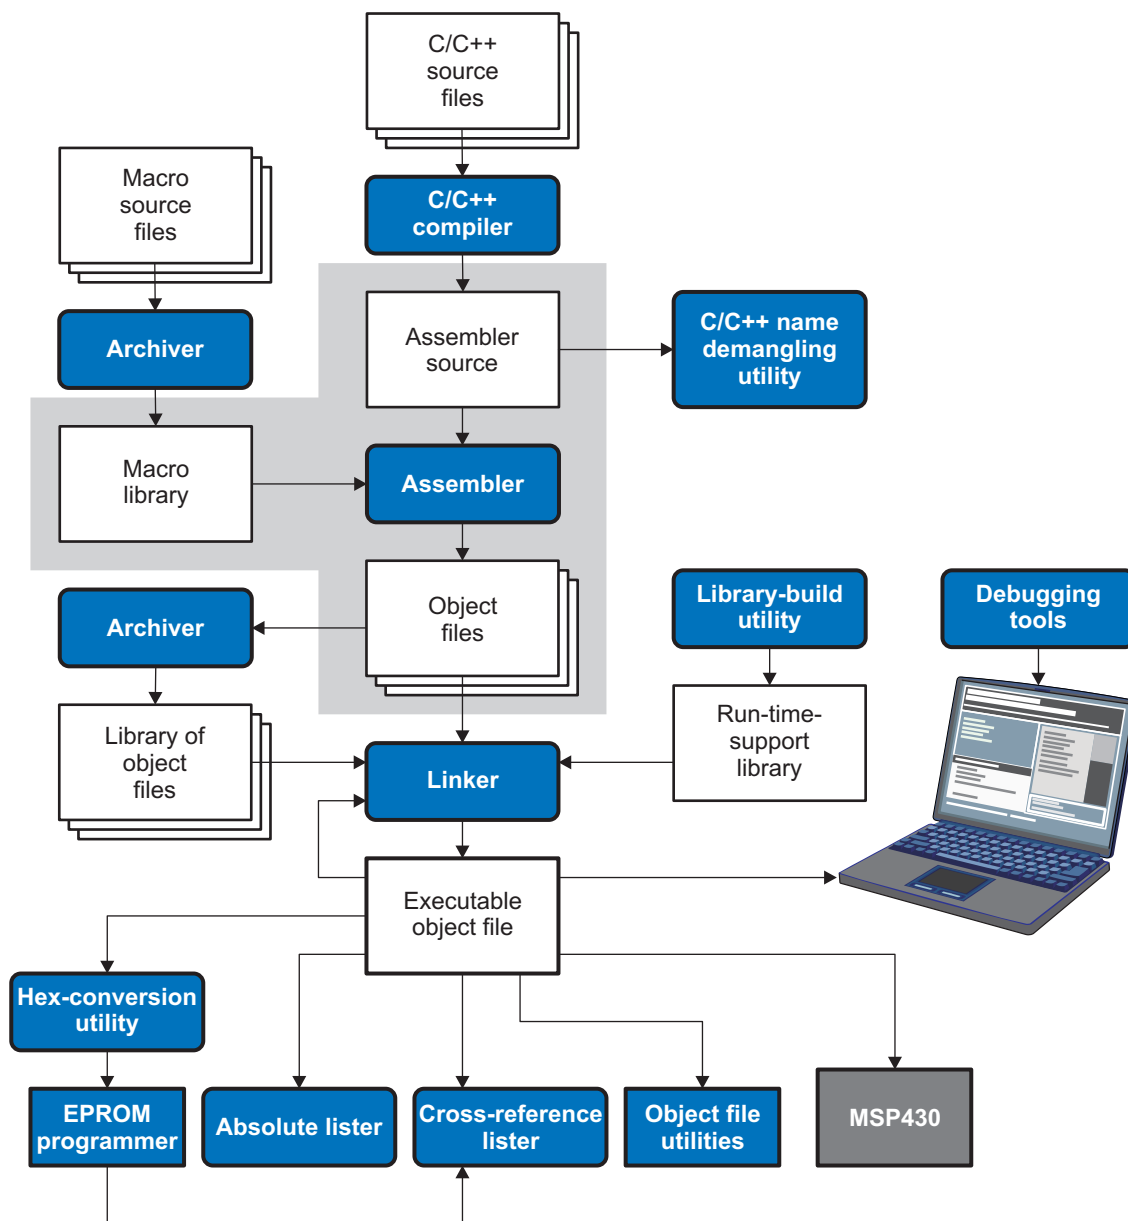 C/C++
source
files
Macro
source
files
C/C++
compiler
Archiver
Assembler
source
C/C++ name
demangling
utility
Macro
library
Assembler
Archiver
Object
files
Library-build
utility
Debugging
tools
Library of
object
files
Linker
Run-time-
support
library
Executable
object file
Hex-conversion
utility
EPROM
programmer
Absolute lister
Cross-reference
lister
Object file
utilities
MSP430